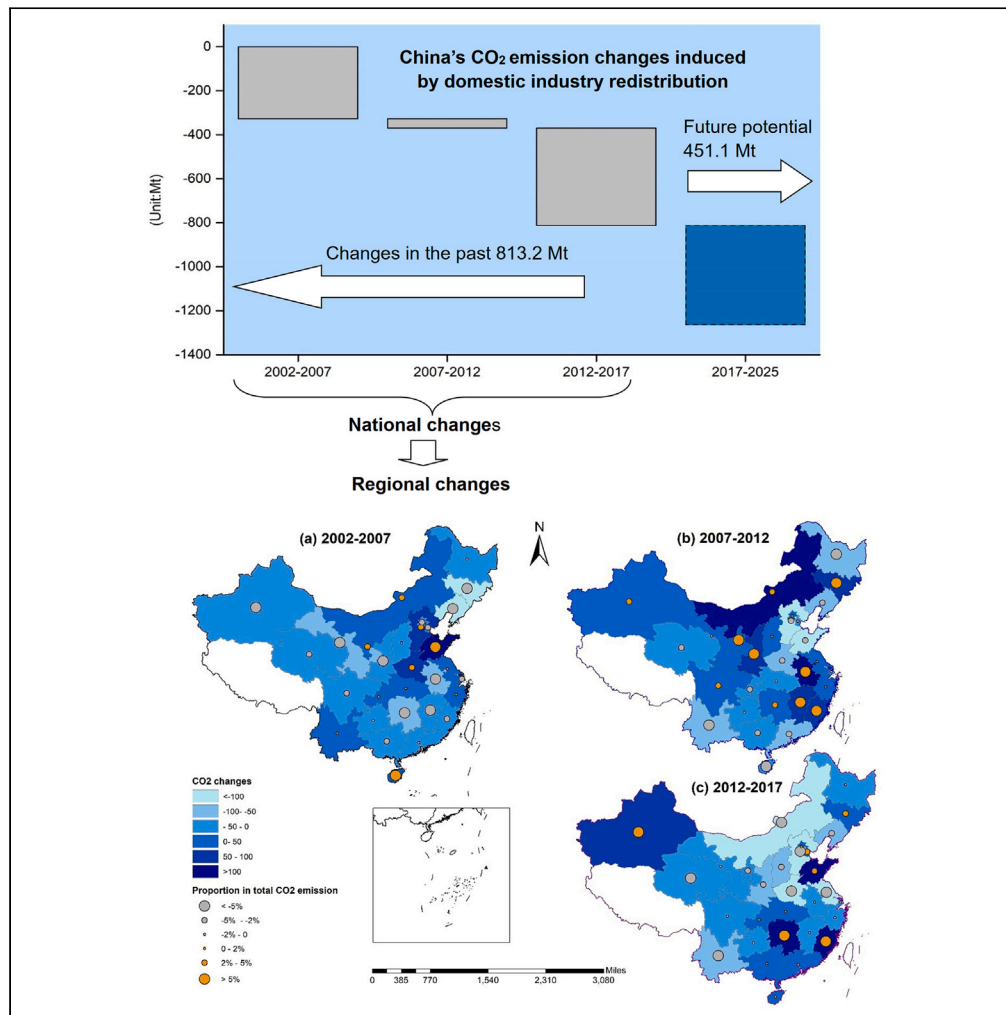 China's CO2 emission changes induced
by domestic industry redistribution
0
-200
-400
-600
-800
-1000
-1200
-1400
(Unit:Mt)
Future potential
451.1 Mt
Changes in the past 813.2 Mt
2002-2007
2007-2012
2012-2017
2017-2025
National changes
Regional changes
(a) 2002-2007
N
(b) 2007-2012
(c) 2012-2017
CO2 changes
<-100
-100- -50
- 50 - 0
0- 50
50 - 100
>100
Proportion in total CO2 emission
< -5%
-5% - -2%
-2% - 0
0 - 2%
2% - 5%
> 5%
Miles
0 385 770 1,540 2,310 3,080